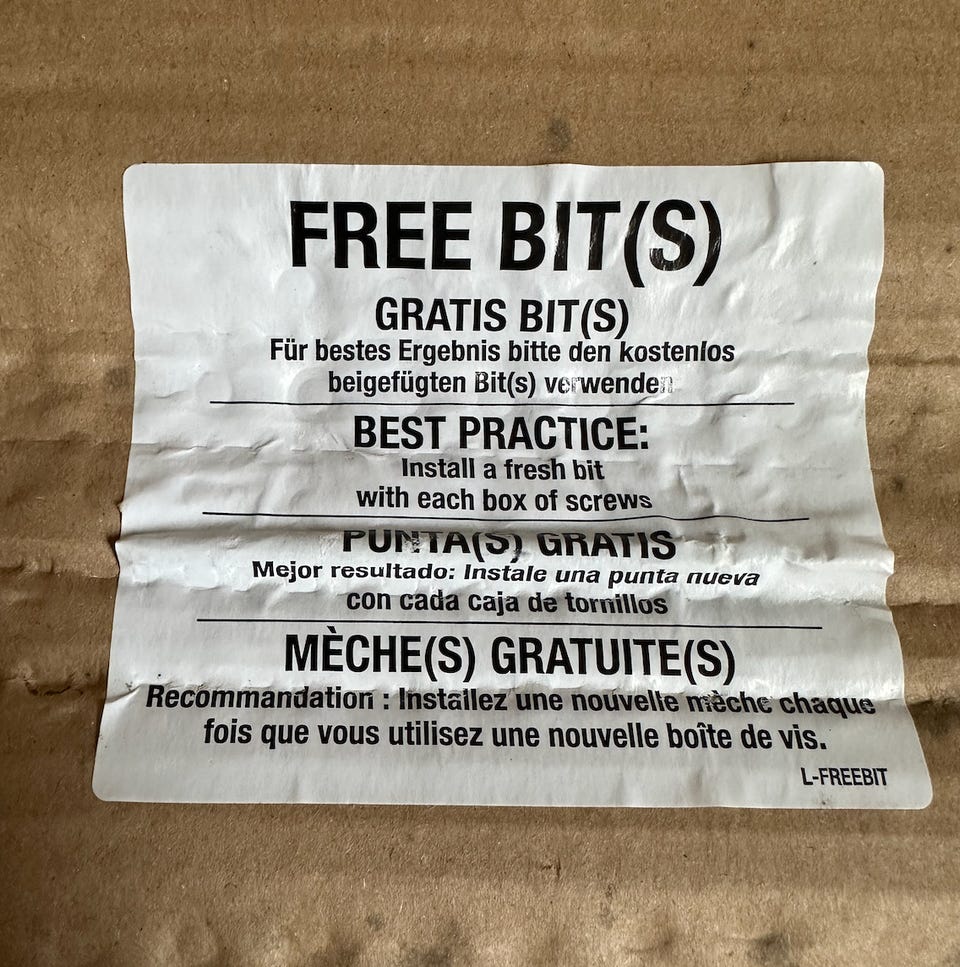 FREE BIT(S)
GRATIS BIT(S)
Für bestes Ergebnis bitte den kostenlos
beigefügten Bit(s) verwenden
BEST PRACTICE:
Install a fresh bit
with each box of screws
PUNTA(S) GRATIS
Mejor resultado: Instale una punta nueva
con cada caja de tornillos
MÈCHE(S) GRATUITE(S)
Recommandation : Installez une nouvelle mèche chaque
fois que vous utilisez une nouvelle boîte de vis.
L-FREEBIT